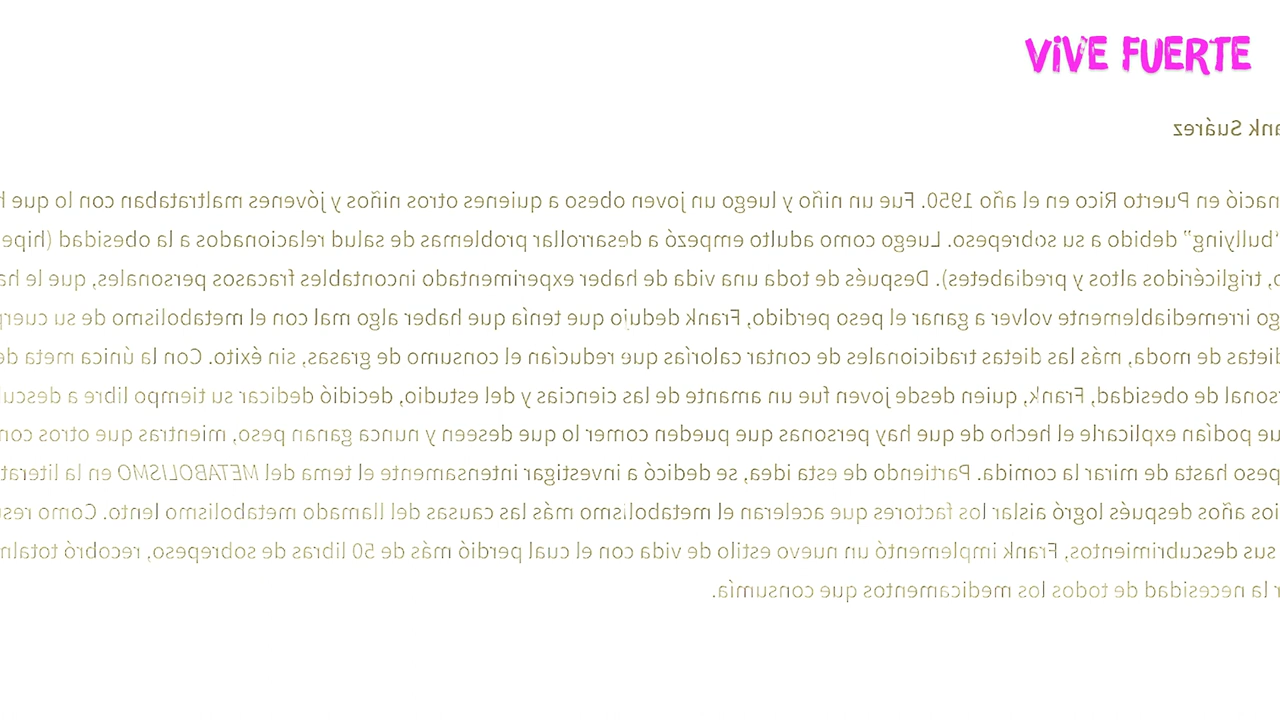 VIVE FUERTE
Suárez
nació en Puerto Rico en el año 1950. Fue un niño y luego un joven obeso a quienes otros niños y jóvenes maltrataban con lo que
“bullying” debido a su sobrepeso. Luego como adulto empezó a desarrollar problemas de salud relacionados a la obesidad
triglicéridos altos y prediabetes). Después de toda una vida de haber experimentado incontables fracasos personales, que le
irremediablemente volver a ganar el peso perdido, Frank dedujo que tenía que haber algo mal con el metabolismo de su
dietas de moda, más las dietas tradicionales de contar calorías que reducían el consumo de grasas, sin éxito. Con la única meta
de obesidad, Frank, quien desde joven fue un amante de las ciencias y del estudio, decidió dedicar su tiempo libre a
podían explicarle el hecho de que hay personas que pueden comer lo que deseen y nunca ganan peso, mientras que otros
peso hasta de mirar la comida. Partiendo de esta idea, se dedicó a investigar intensamente el tema del METABOLISMO en la
años después logró aislar los factores que aceleran el metabolismo más las causas del llamado metabolismo lento. Como
sus descubrimientos, Frank implementó un nuevo estilo de vida con el cual perdió más de 50 libras de sobrepeso, recobró
la necesidad de todos los medicamentos que consumía.